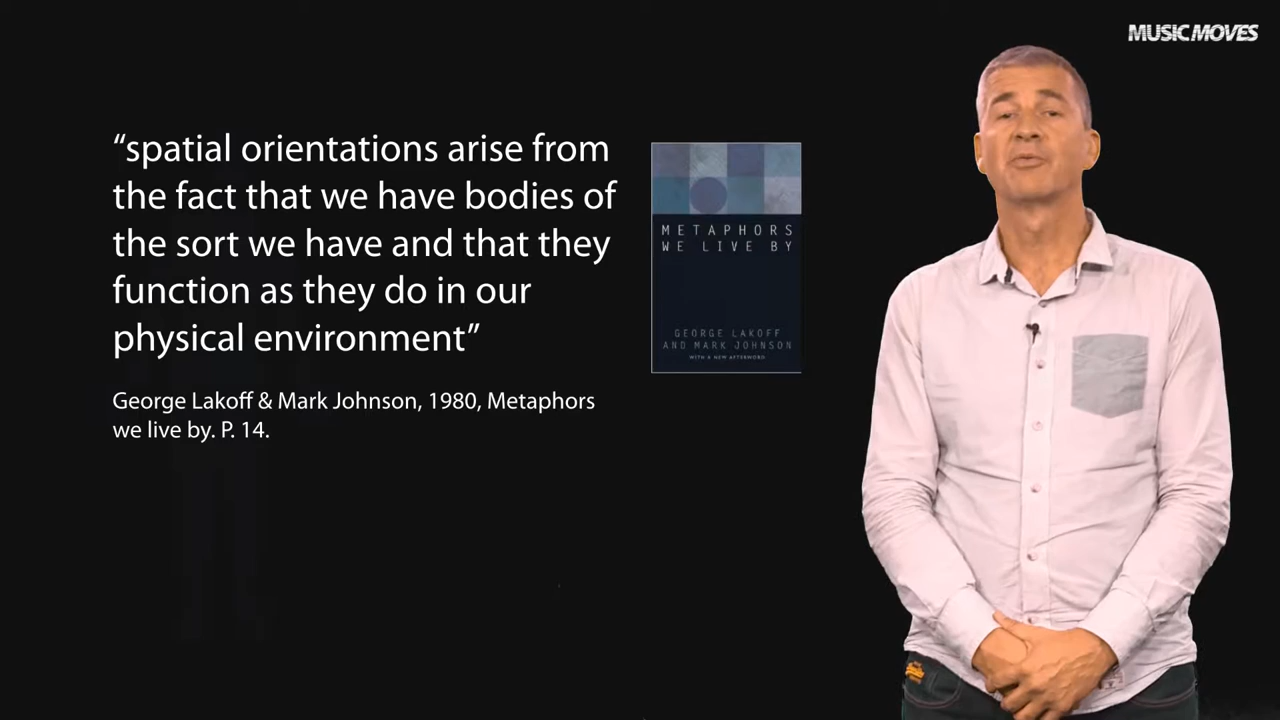 MUSIC MOVES
“spatial orientations arise from
the fact that we have bodies of
the sort we have and that they
function as they do in our
physical environment”
George Lakoff & Mark Johnson, 1980, Metaphors
we live by. P. 14.
METAPHORS
WE LIVE BY
GEORGE LAKOFF
AND MARK JOHNSON
WITH A NEW AFTERWORD